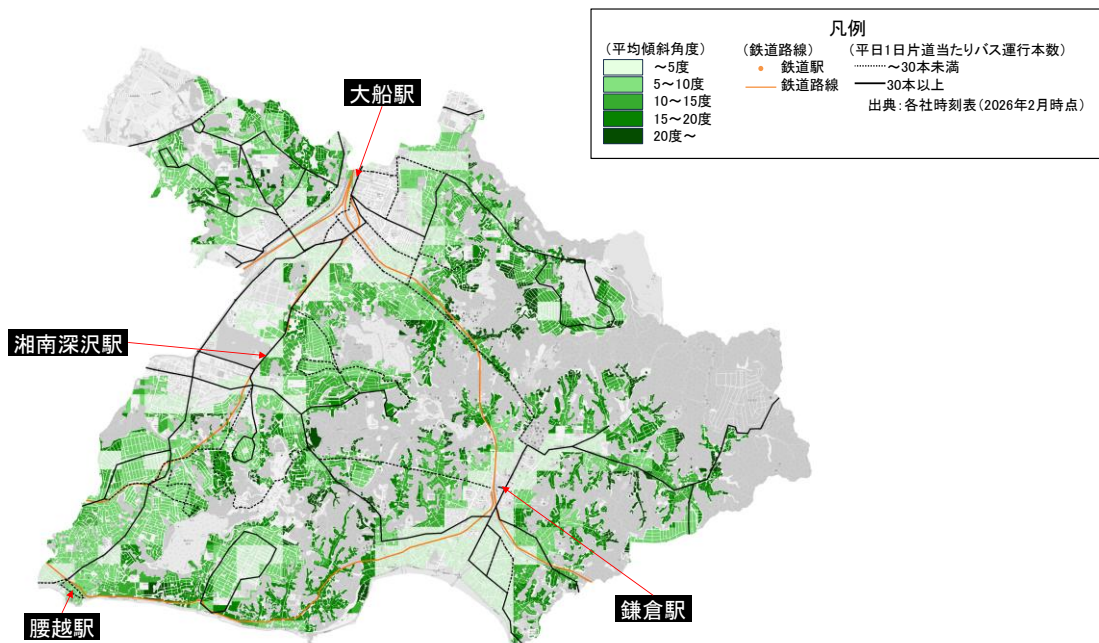 凡例
(平均傾斜角度)
～5度
5～10度
10～15度
15～20度
20度～
(鉄道路線)
鉄道駅
鉄道路線
(平日1日片道当たりバス運行本数)
～30本未満
30本以上
出典:各社時刻表(2026年2月時点)
大船駅
湘南深沢駅
鎌倉駅
腰越駅